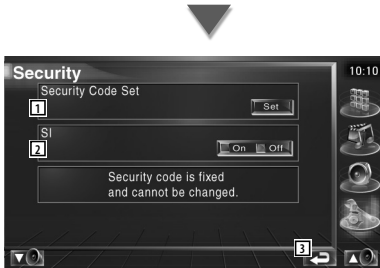 Security
10:10
Security Code Set
1
Set
SI
2
On Off
Security code is fixed
and cannot be changed.
3